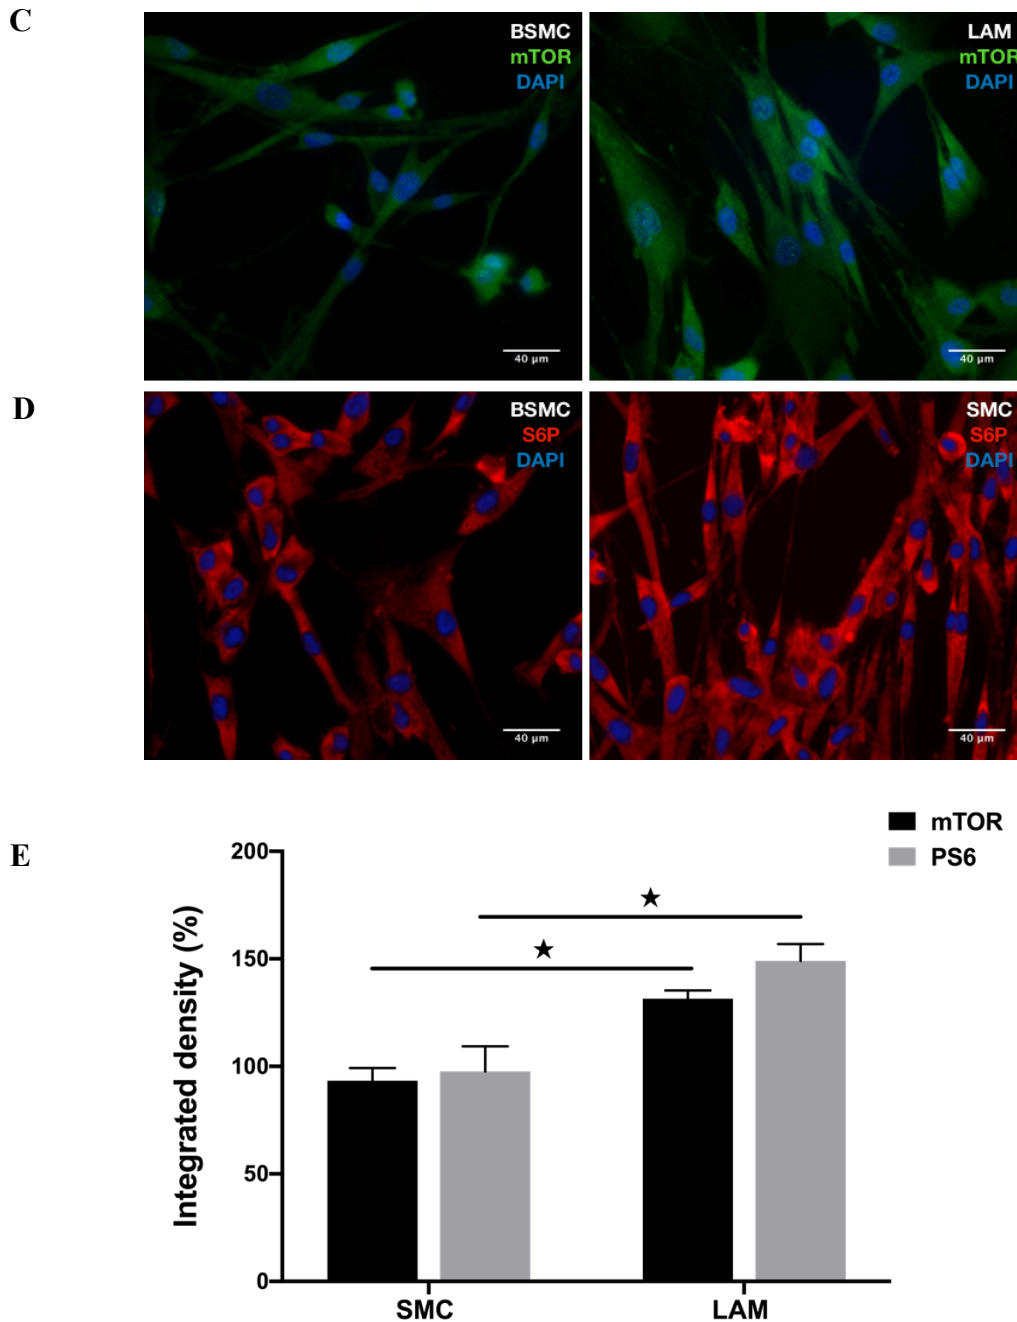 C
BSMC
mTOR
DAPI
40 µm
LAM
mTOR
DAPI
40 µm
D
BSMC
S6P
DAPI
40 µm
SMC
S6P
DAPI
40 µm
E
mTOR
PS6
★
★
Integrated density (%)
200
150
100
50
0
SMC
LAM